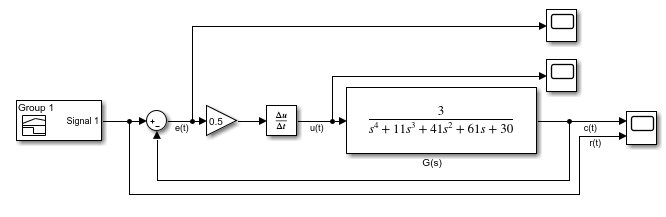 Group 1
Signal 1
+
−
e(t)
0.5
Δu
Δt
u(t)
3
s⁴ + 11s³ + 41s² + 61s + 30
G(s)
c(t)
r(t)